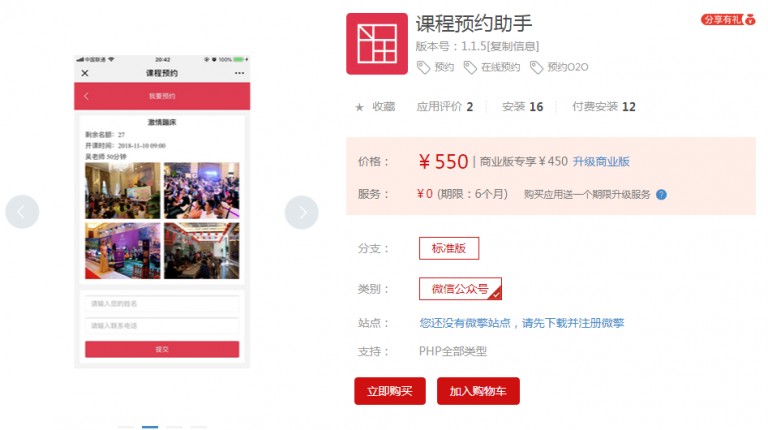 中国联通
20:42
100%
课程预约
我要预约
激情蹦床
剩余名额：27
开课时间：2018-11-10 09:00
吴老师 50分钟
请输入您的姓名
请输入联系电话
提交
课程预约助手
分享有礼
版本号：1.1.5[复制信息]
预约 在线预约 预约O2O
★ 收藏 应用评价 2 安装 16 付费安装 12
价格： ¥ 550 | 商业版专享 ¥ 450 升级商业版
服务： ¥ 0 (期限：6个月) 购买应用送一个期限升级服务 ?
分支： 标准版
类别： 微信公众号
站点： 您还没有微擎站点，请先下载并注册微擎
支持： PHP全部类型
立即购买 加入购物车